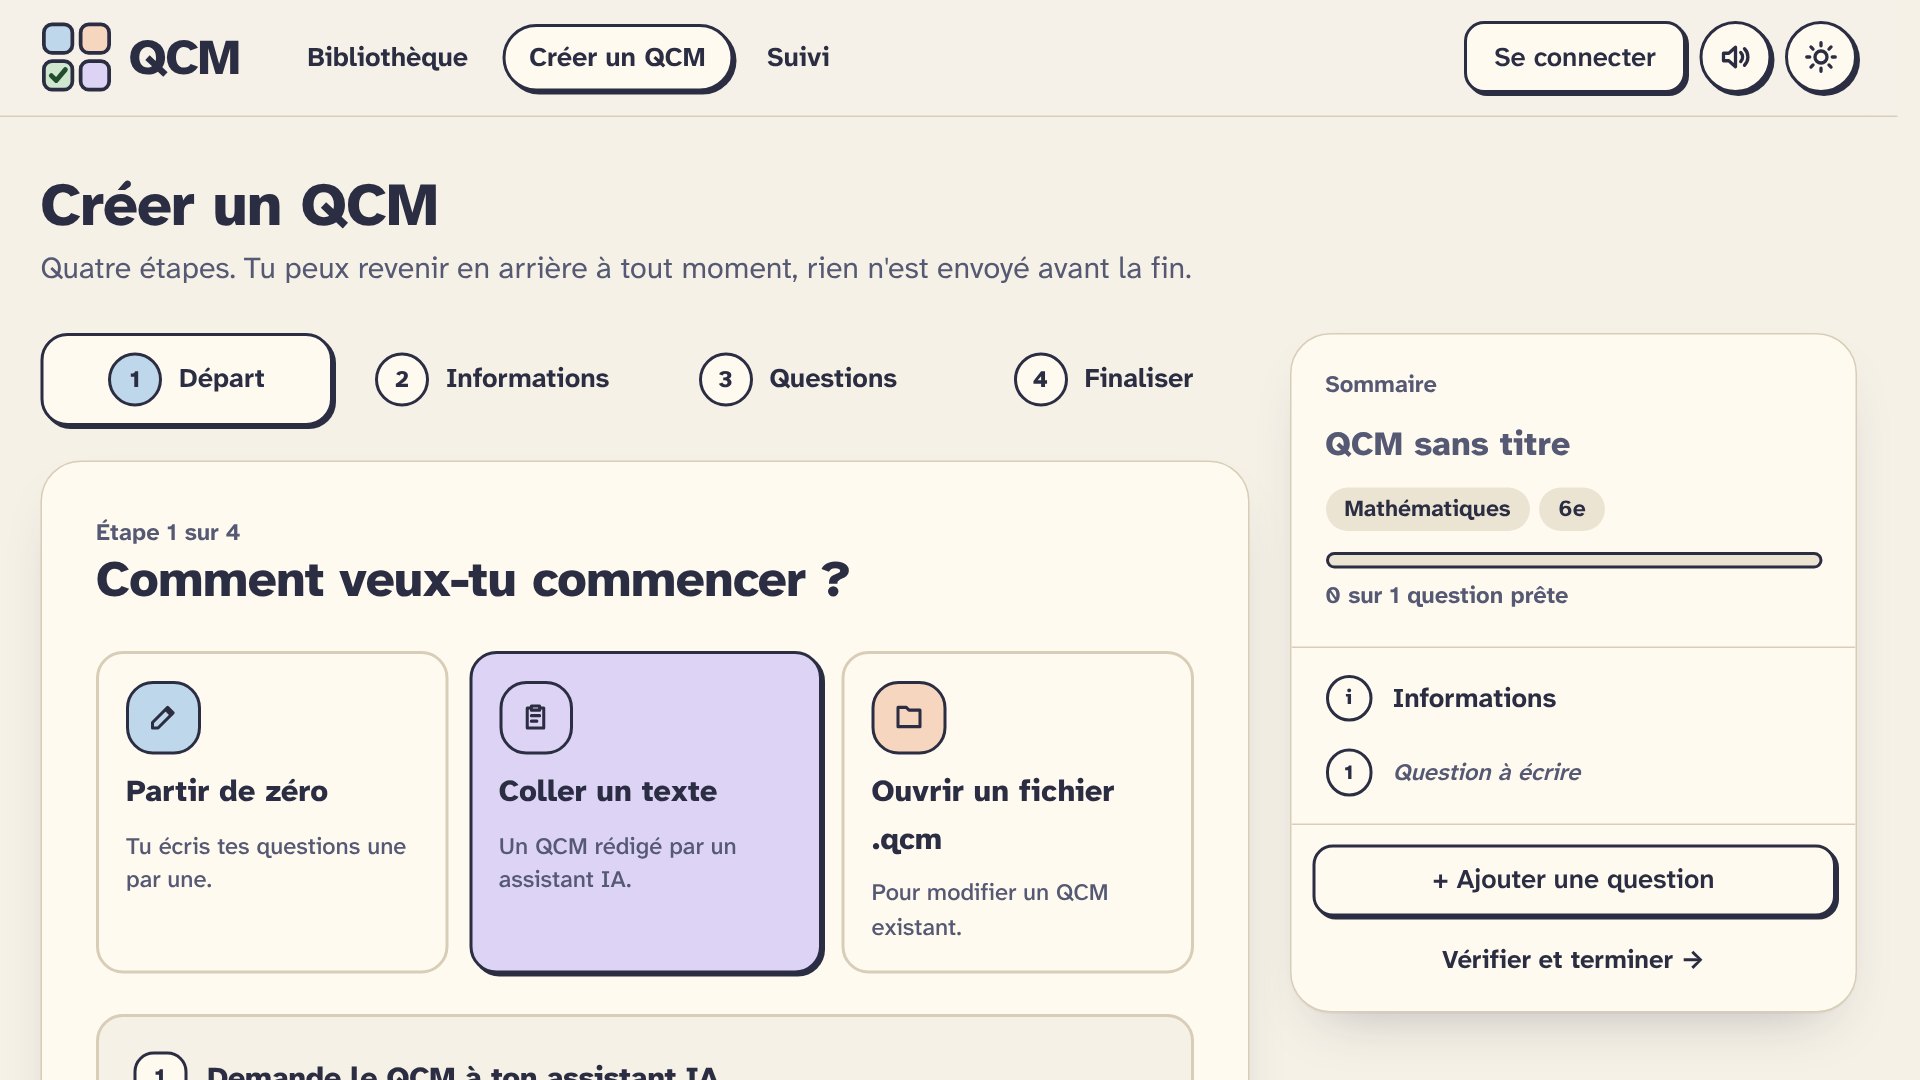 QCM
Bibliothèque
Créer un QCM
Suivi
Se connecter
Créer un QCM
Quatre étapes. Tu peux revenir en arrière à tout moment, rien n'est envoyé avant la fin.
1 Départ
2 Informations
3 Questions
4 Finaliser
Étape 1 sur 4
Comment veux-tu commencer ?
Partir de zéro
Tu écris tes questions une
par une.
Coller un texte
Un QCM rédigé par un
assistant IA.
Ouvrir un fichier
.qcm
Pour modifier un QCM
existant.
1 Demande le QCM à ton assistant IA
Sommaire
QCM sans titre
Mathématiques 6e
0 sur 1 question prête
i Informations
1 Question à écrire
+ Ajouter une question
Vérifier et terminer →